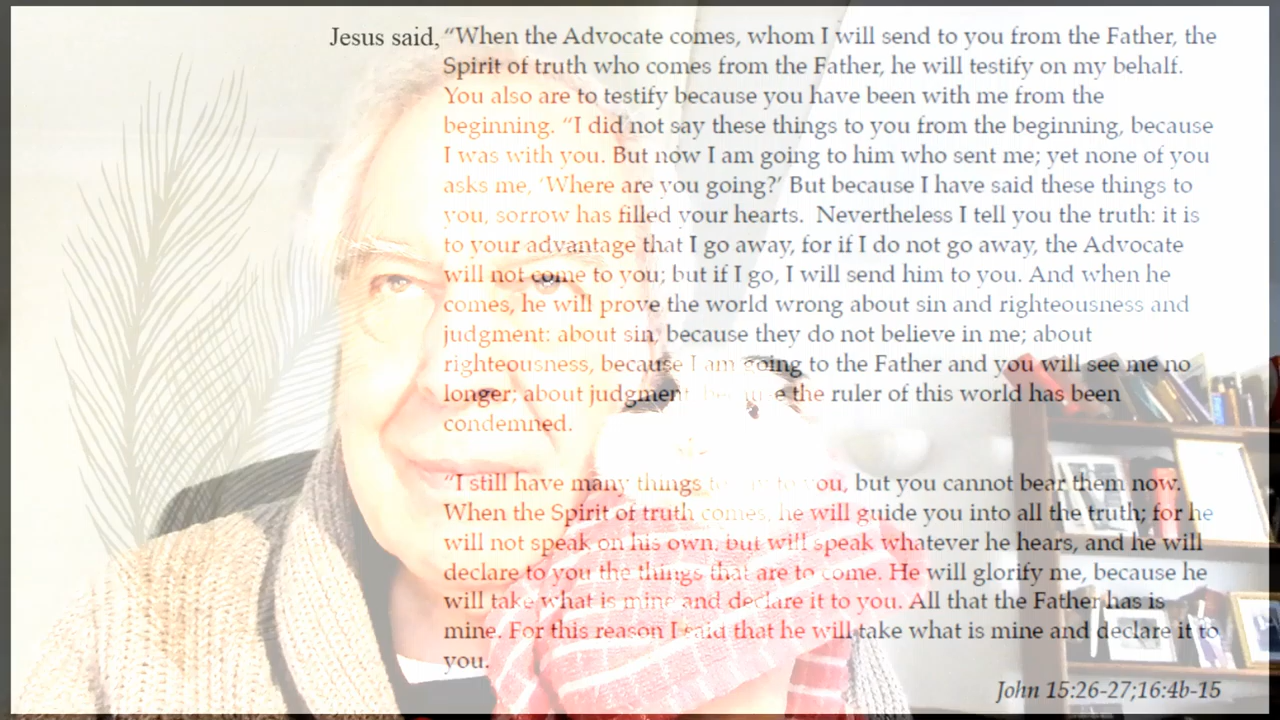 Jesus said, “When the Advocate comes, whom I will send to you from the Father, the
Spirit of truth who comes from the Father, he will testify on my behalf.
You also are to testify because you have been with me from the
beginning. “I did not say these things to you from the beginning, because
I was with you. But now I am going to him who sent me; yet none of you
asks me, ‘Where are you going?’ But because I have said these things to
you, sorrow has filled your hearts. Nevertheless I tell you the truth: it is
to your advantage that I go away, for if I do not go away, the Advocate
will not come to you; but if I go, I will send him to you. And when he
comes, he will prove the world wrong about sin and righteousness and
judgment: about sin, because they do not believe in me; about
righteousness, because I am going to the Father and you will see me no
longer; about judgment, because the ruler of this world has been
condemned.
“I still have many things to to you, but you cannot bear them now.
When the Spirit of truth comes, he will guide you into all the truth; for he
will not speak on his own, but will speak whatever he hears, and he will
declare to you the things that are to come. He will glorify me, because he
will take what is mine and declare it to you. All that the Father has is
mine. For this reason I said that he will take what is mine and declare it to
you.
John 15:26-27;16:4b-15